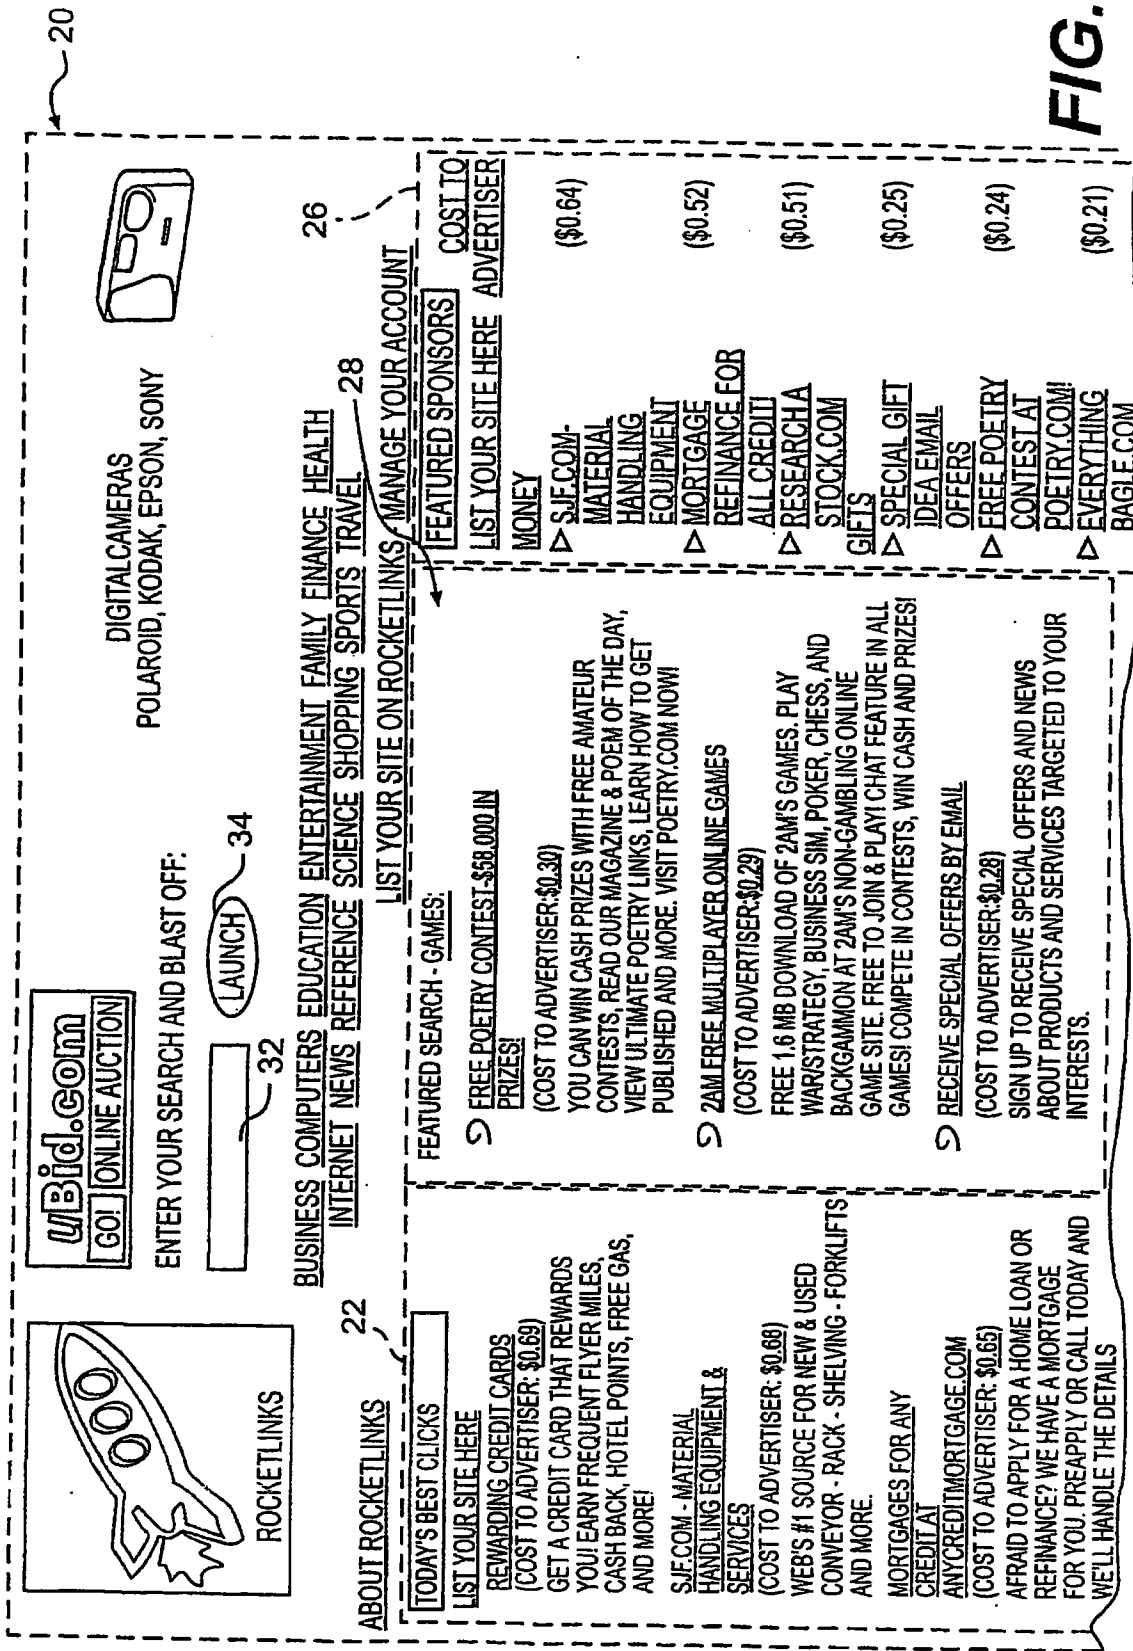 20
uBid.com
GO! ONLINE AUCTION
DIGITALCAMERAS
POLAROID, KODAK, EPSON, SONY
ENTER YOUR SEARCH AND BLAST OFF:
LAUNCH
34
32
ROCKETLINKS
BUSINESS COMPUTERS EDUCATION ENTERTAINMENT FAMILY FINANCE HEALTH
INTERNET NEWS REFERENCE SCIENCE SHOPPING SPORTS TRAVEL
ABOUT ROCKETLINKS
LIST YOUR SITE ON ROCKETLINKS MANAGE YOUR ACCOUNT
22
28
26
TODAY'S BEST CLICKS
LIST YOUR SITE HERE
REWARDING CREDIT CARDS
(COST TO ADVERTISER: $0.69)
GET A CREDIT CARD THAT REWARDS
YOU! EARN FREQUENT FLYER MILES,
CASH BACK, HOTEL POINTS, FREE GAS,
AND MORE!
SJF.COM - MATERIAL
HANDLING EQUIPMENT &
SERVICES
(COST TO ADVERTISER: $0.68)
WEB'S #1 SOURCE FOR NEW & USED
CONVEYOR - RACK - SHELVING - FORKLIFTS
AND MORE.
MORTGAGES FOR ANY
CREDIT AT
ANYCREDITMORTGAGE.COM
(COST TO ADVERTISER: $0.65)
AFRAID TO APPLY FOR A HOME LOAN OR
REFINANCE? WE HAVE A MORTGAGE
FOR YOU. PREAPPLY OR CALL TODAY AND
WE'LL HANDLE THE DETAILS
FEATURED SEARCH - GAMES:
FREE POETRY CONTEST-$58,000 IN
PRIZES!
(COST TO ADVERTISER:$0.30)
YOU CAN WIN CASH PRIZES WITH FREE AMATEUR
CONTESTS, READ OUR MAGAZINE & POEM OF THE DAY,
VIEW ULTIMATE POETRY LINKS, LEARN HOW TO GET
PUBLISHED AND MORE. VISIT POETRY.COM NOW!
2AM FREE MULTIPLAYER ONLINE GAMES
(COST TO ADVERTISER:$0.29)
FREE 1.6 MB DOWNLOAD OF 2AM'S GAMES. PLAY
WAR/STRATEGY, BUSINESS SIM, POKER, CHESS, AND
BACKGAMMON AT 2AM'S NON-GAMBLING ONLINE
GAME SITE. FREE TO JOIN & PLAY! CHAT FEATURE IN ALL
GAMES! COMPETE IN CONTESTS, WIN CASH AND PRIZES!
RECEIVE SPECIAL OFFERS BY EMAIL
(COST TO ADVERTISER:$0.28)
SIGN UP TO RECEIVE SPECIAL OFFERS AND NEWS
ABOUT PRODUCTS AND SERVICES TARGETED TO YOUR
INTERESTS.
FEATURED SPONSORS COST TO
LIST YOUR SITE HERE ADVERTISER
MONEY
SJF.COM- ($0.64)
MATERIAL
HANDLING
EQUIPMENT
MORTGAGE ($0.52)
REFINANCE FOR
ALL CREDIT!
RESEARCH A ($0.51)
STOCK.COM
GIFTS
SPECIAL GIFT ($0.25)
IDEA EMAIL
OFFERS
FREE POETRY ($0.24)
CONTEST AT
POETRY.COM!
EVERYTHING ($0.21)
BAGLE.COM
FIG.